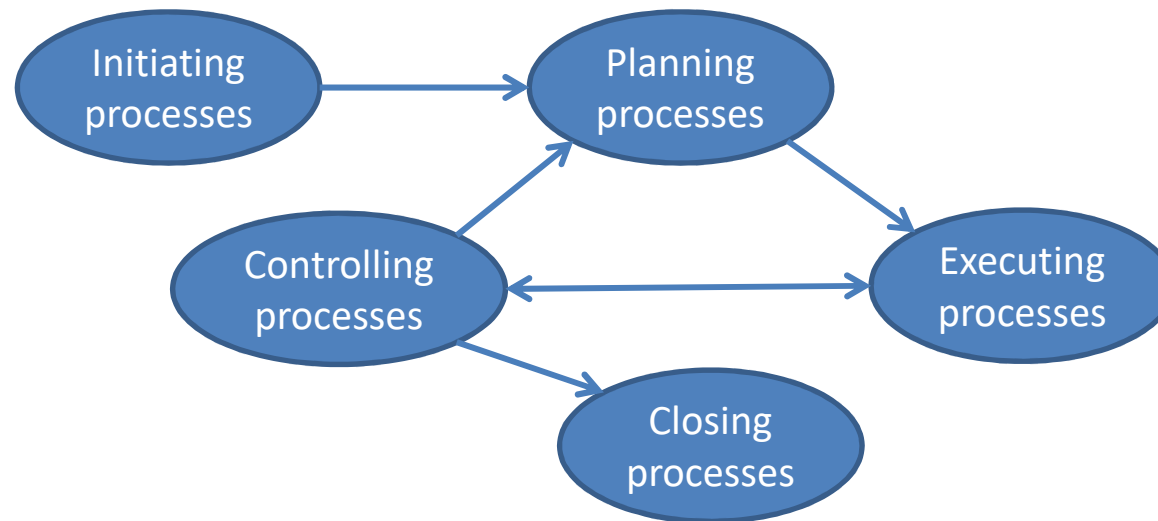 Initiating
processes
Planning
processes
Controlling
processes
Executing
processes
Closing
processes